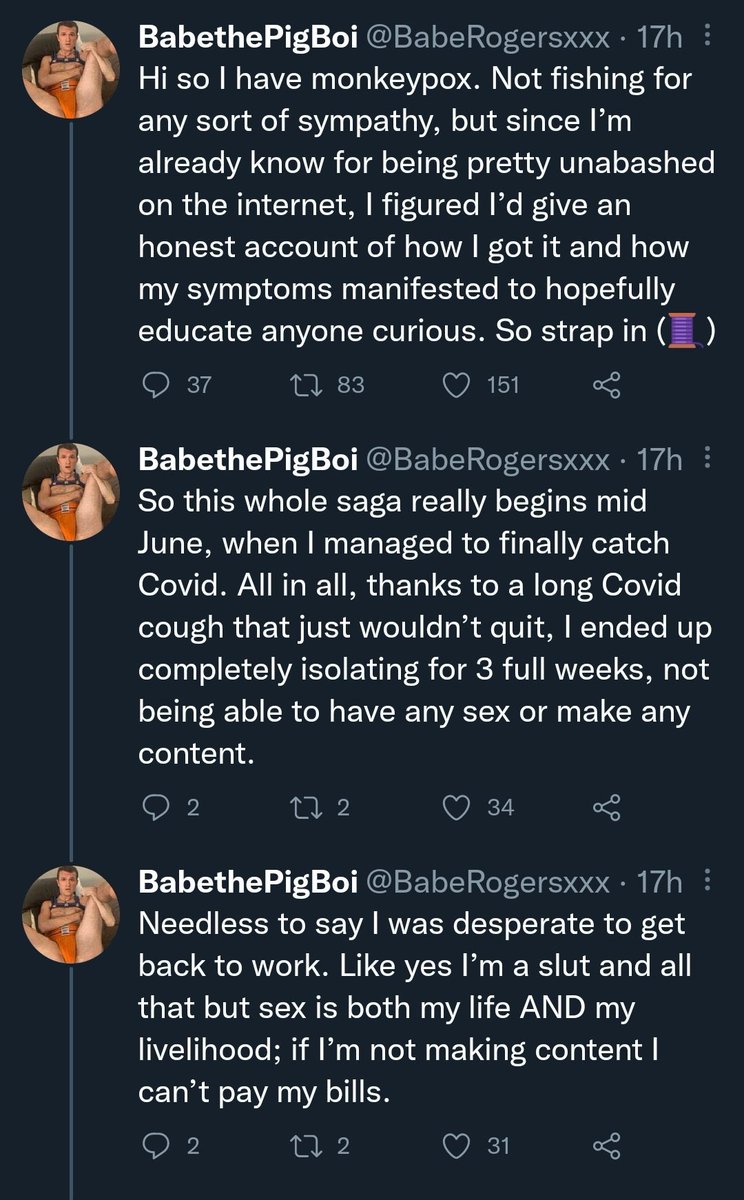 BabethePigBoi @BabeRogersxxx · 17h
Hi so I have monkeypox. Not fishing for
any sort of sympathy, but since I’m
already know for being pretty unabashed
on the internet, I figured I’d give an
honest account of how I got it and how
my symptoms manifested to hopefully
educate anyone curious. So strap in (🧵)
37 83 151
BabethePigBoi @BabeRogersxxx · 17h
So this whole saga really begins mid
June, when I managed to finally catch
Covid. All in all, thanks to a long Covid
cough that just wouldn’t quit, I ended up
completely isolating for 3 full weeks, not
being able to have any sex or make any
content.
2 2 34
BabethePigBoi @BabeRogersxxx · 17h
Needless to say I was desperate to get
back to work. Like yes I’m a slut and all
that but sex is both my life AND my
livelihood; if I’m not making content I
can’t pay my bills.
2 2 31